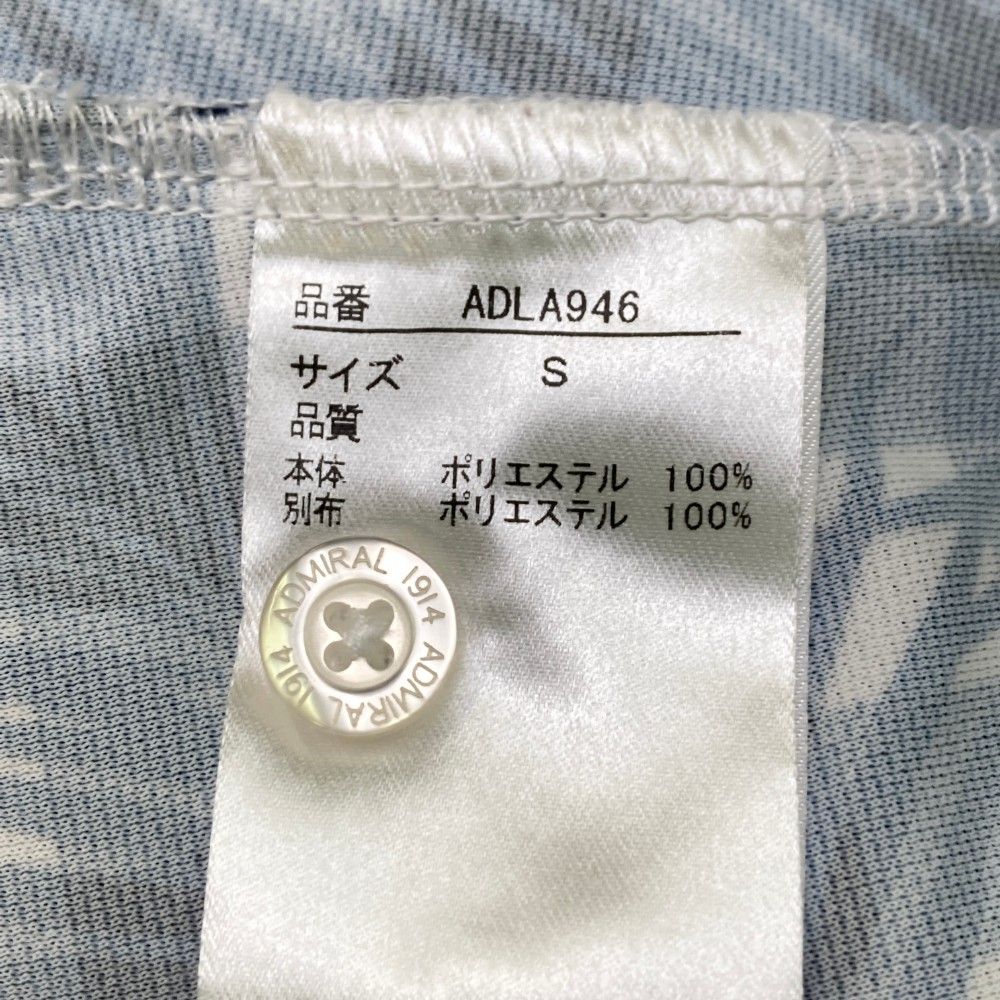 品番 ADLA946
サイズ S
品質
本体 ポリエステル 100%
別布 ポリエステル 100%
ADMIRAL 1914 ADMIRAL 1914